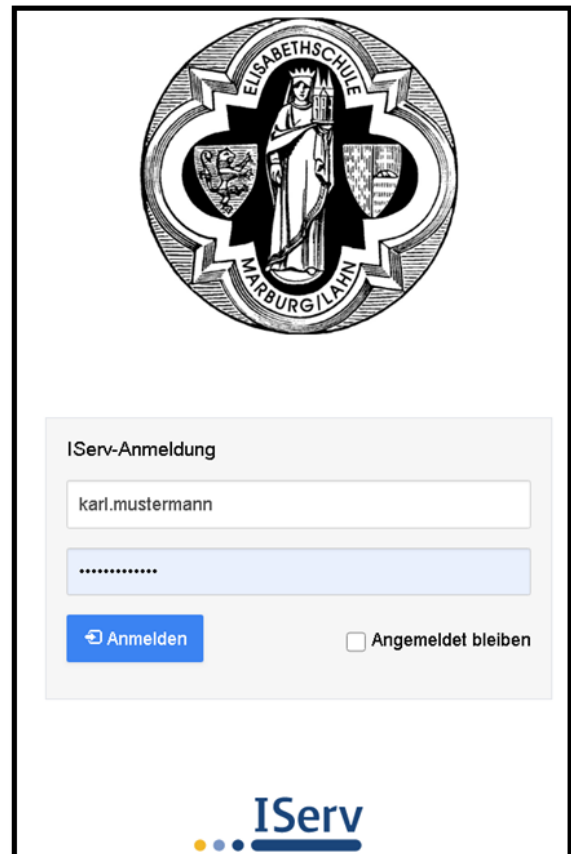 ELISABETHSCHULE
MARBURG/LAHN
IServ-Anmeldung
karl.mustermann
•••••••••••••
Anmelden
Angemeldet bleiben
IServ